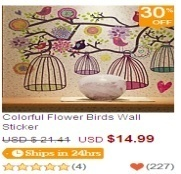 30%
OFF
Colorful Flower Birds Wall
Sticker
USD $ 21.41 USD $14.99
Ships in 24hrs
(4) (227)